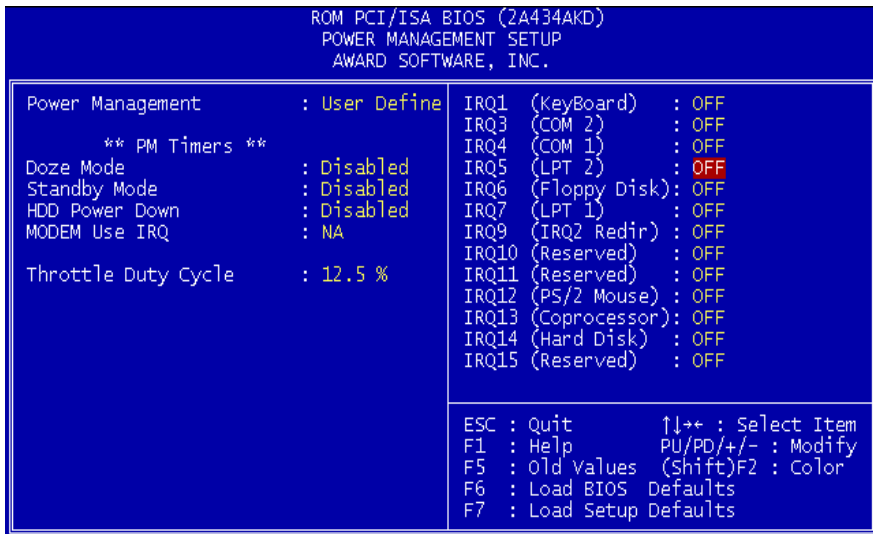 ROM PCI/ISA BIOS (2A434AKD)
POWER MANAGEMENT SETUP
AWARD SOFTWARE, INC.
Power Management : User Define
** PM Timers **
Doze Mode : Disabled
Standby Mode : Disabled
HDD Power Down : Disabled
MODEM Use IRQ : NA
Throttle Duty Cycle : 12.5 %
IRQ1 (KeyBoard) : OFF
IRQ3 (COM 2) : OFF
IRQ4 (COM 1) : OFF
IRQ5 (LPT 2) : OFF
IRQ6 (Floppy Disk): OFF
IRQ7 (LPT 1) : OFF
IRQ9 (IRQ2 Redir) : OFF
IRQ10 (Reserved) : OFF
IRQ11 (Reserved) : OFF
IRQ12 (PS/2 Mouse) : OFF
IRQ13 (Coprocessor): OFF
IRQ14 (Hard Disk) : OFF
IRQ15 (Reserved) : OFF
ESC : Quit ↑↓→← : Select Item
F1 : Help PU/PD/+/- : Modify
F5 : Old Values (Shift)F2 : Color
F6 : Load BIOS Defaults
F7 : Load Setup Defaults